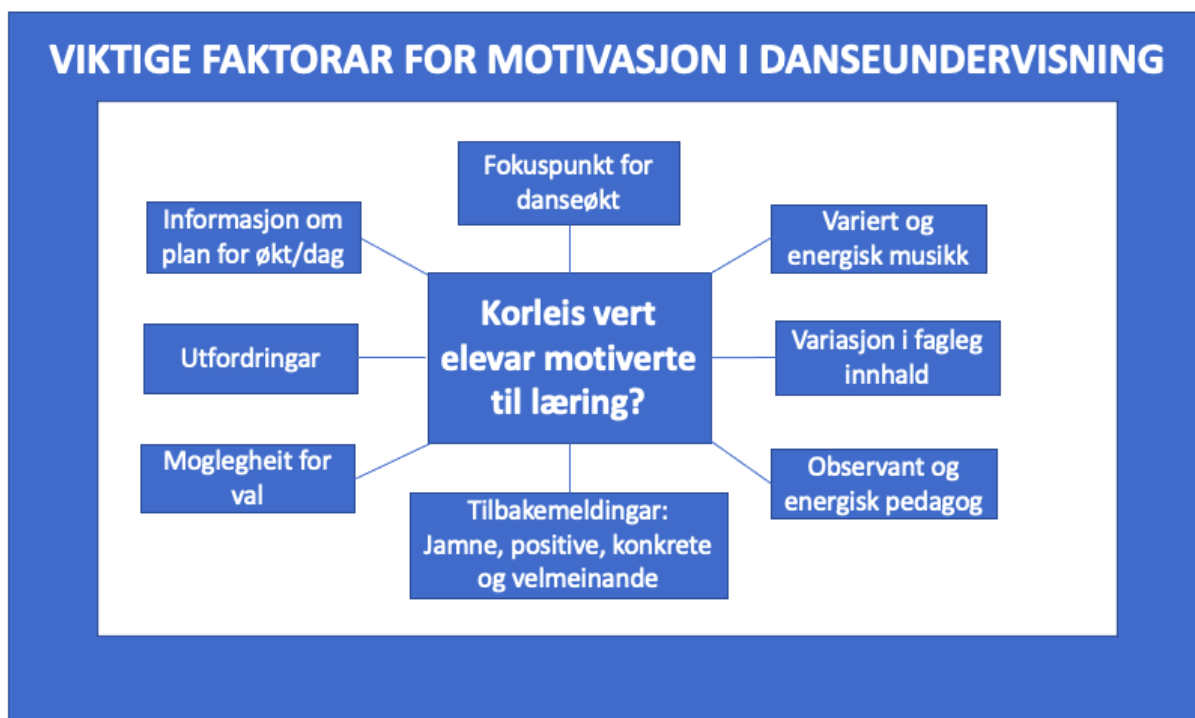 VIKTIGE FAKTORAR FOR MOTIVASJON I DANSEUNDERVISNING
Fokuspunkt for
danseøkt
Informasjon om
plan for økt/dag
Variert og
energisk musikk
Korleis vert
elevar motiverte
til læring?
Utfordringar
Variasjon i fagleg
innhald
Moglegheit for
val
Observant og
energisk pedagog
Tilbakemeldingar:
Jamne, positive, konkrete
og velmeinande